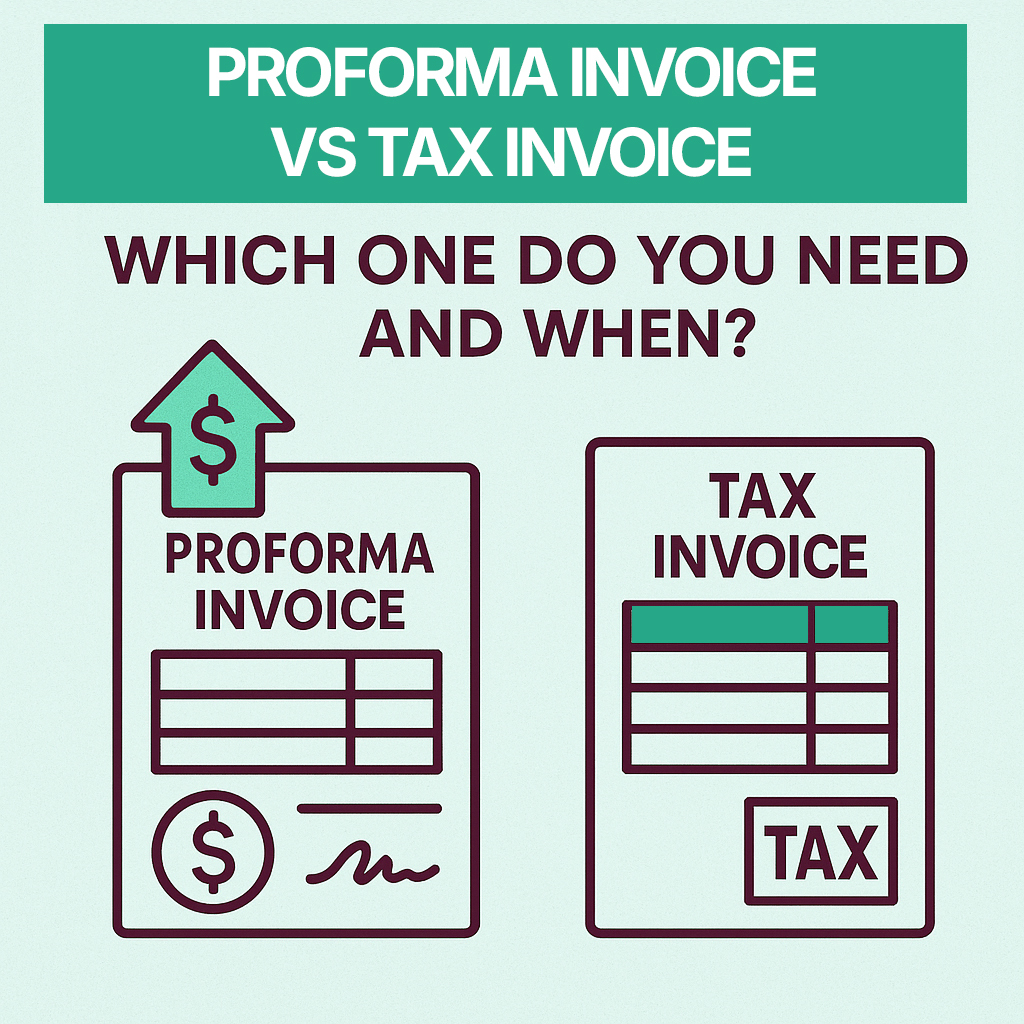 PROFORMA INVOICE
VS TAX INVOICE
WHICH ONE DO YOU NEED
AND WHEN?
$
PROFORMA
INVOICE
$
TAX
INVOICE
TAX